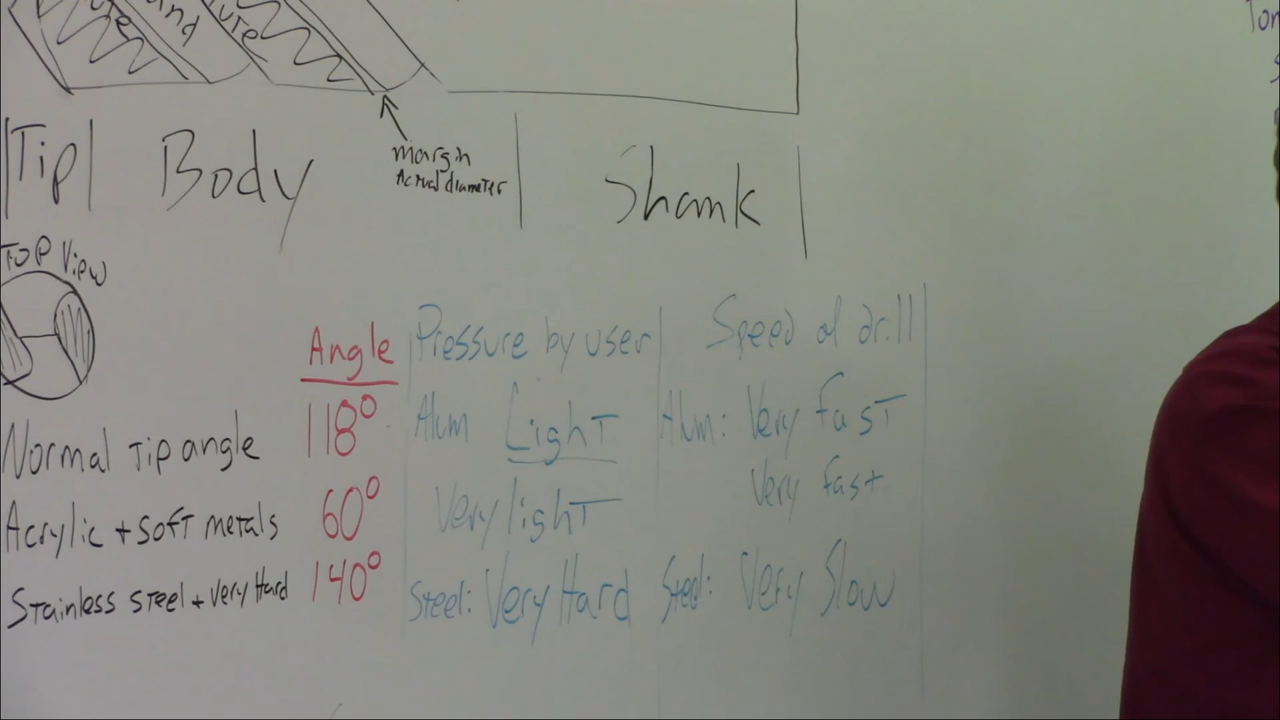 and
|Tip| Body
margin
Actual diameter
Shank
TOP View
Angle Pressure by user Speed of drill
Normal Tip angle 118° Alum Light Alum: Very fast
Acrylic + soft metals 60° Very light Very fast
Stainless steel + Very Hard 140° Steel: Very Hard Steel: Very Slow